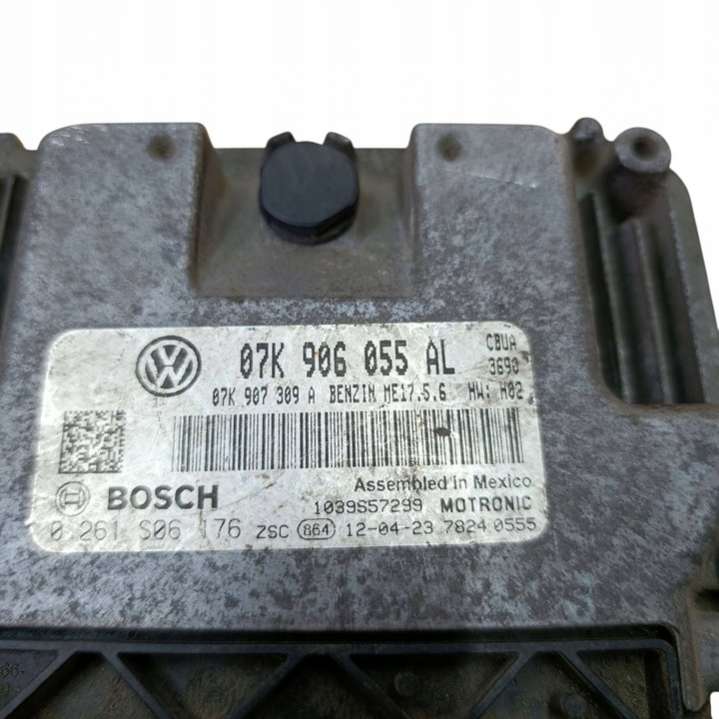 07K 906 055 AL
CBUA
3690
07K 907 309 A BENZIN ME17.5.6 HW: H02
Assembled in Mexico
BOSCH
1039S57299 MOTRONIC
0 261 S06 176 ZSC 864 12-04-23 7824 0555